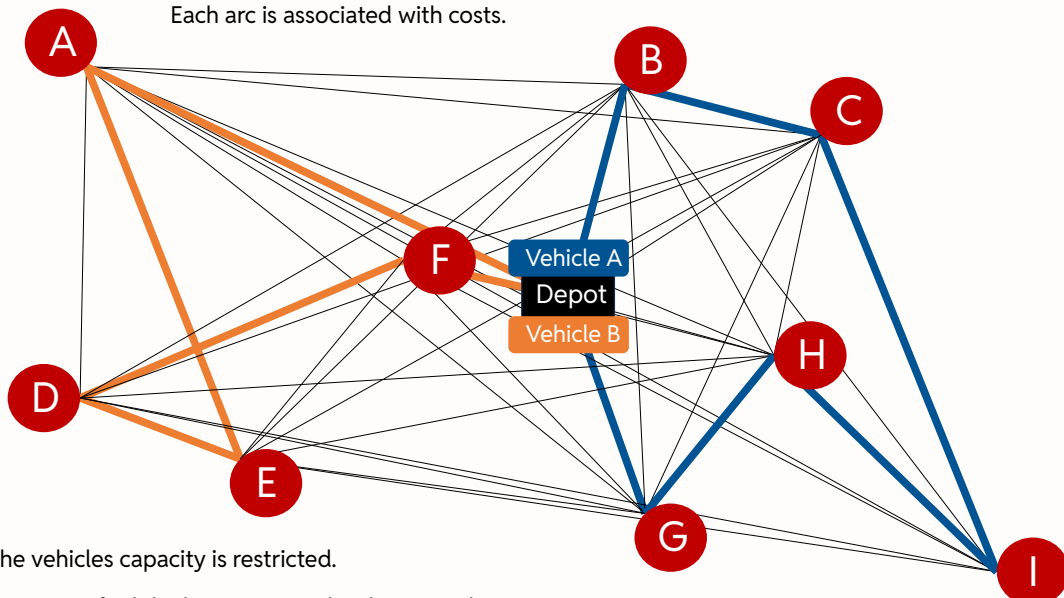 Each arc is associated with costs.
A
B
C
F
Vehicle A
Depot
Vehicle B
H
D
E
G
I
he vehicles capacity is restricted.